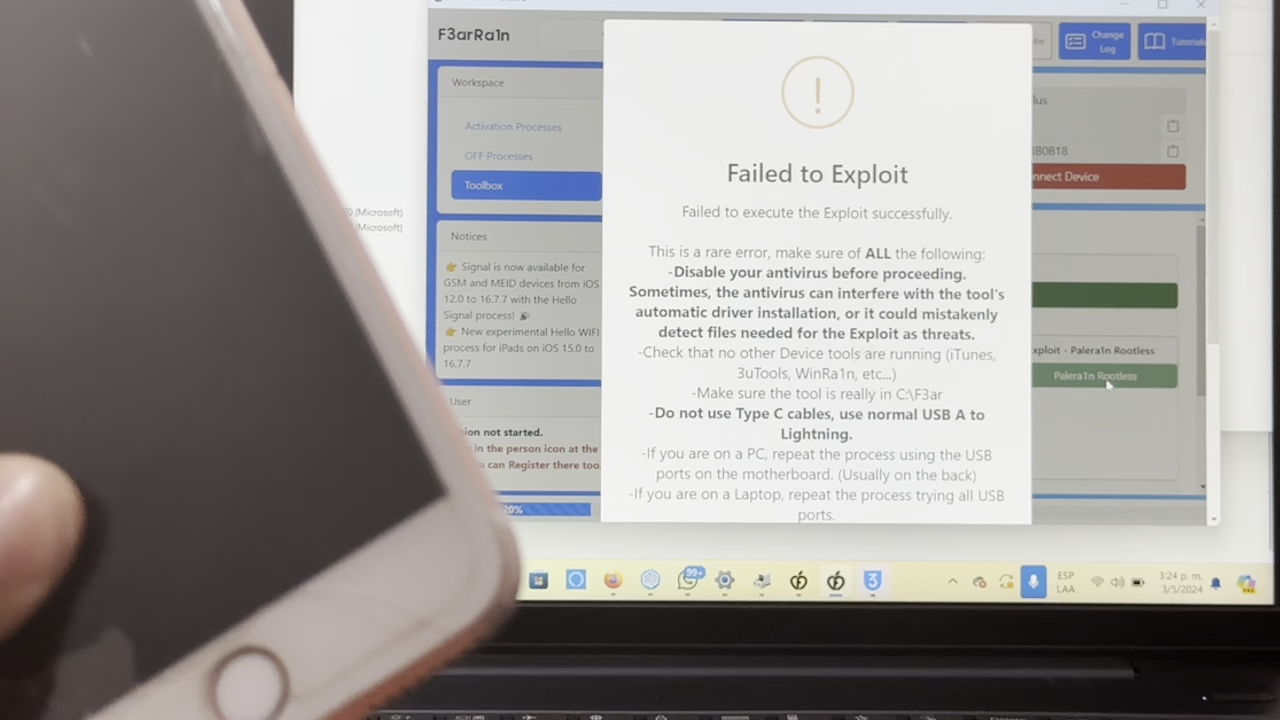 F3arRa1n
Change
Log
Tutorials
Workspace
Activation Processes
OFF Processes
Toolbox
(Microsoft)
(Microsoft)
Notices
👉 Signal is now available for
GSM and MEID devices from iOS
12.0 to 16.7.7 with the Hello
Signal process! 🎉
👉 New experimental Hello WIFI
process for iPads on iOS 15.0 to
16.7.7
User
ion not started.
in the person icon at the
can Register there too
20%
!
Failed to Exploit
Failed to execute the Exploit successfully.
This is a rare error, make sure of ALL the following:
-Disable your antivirus before proceeding.
Sometimes, the antivirus can interfere with the tool's
automatic driver installation, or it could mistakenly
detect files needed for the Exploit as threats.
-Check that no other Device tools are running (iTunes,
3uTools, WinRa1n, etc...)
-Make sure the tool is really in C:\F3ar
-Do not use Type C cables, use normal USB A to
Lightning.
-If you are on a PC, repeat the process using the USB
ports on the motherboard. (Usually on the back)
-If you are on a Laptop, repeat the process trying all USB
ports.
lus
B0B18
nnect Device
xploit - Palera1n Rootless
Palera1n Rootless
99+
3
ESP
LAA
3:24 p. m.
3/5/2024